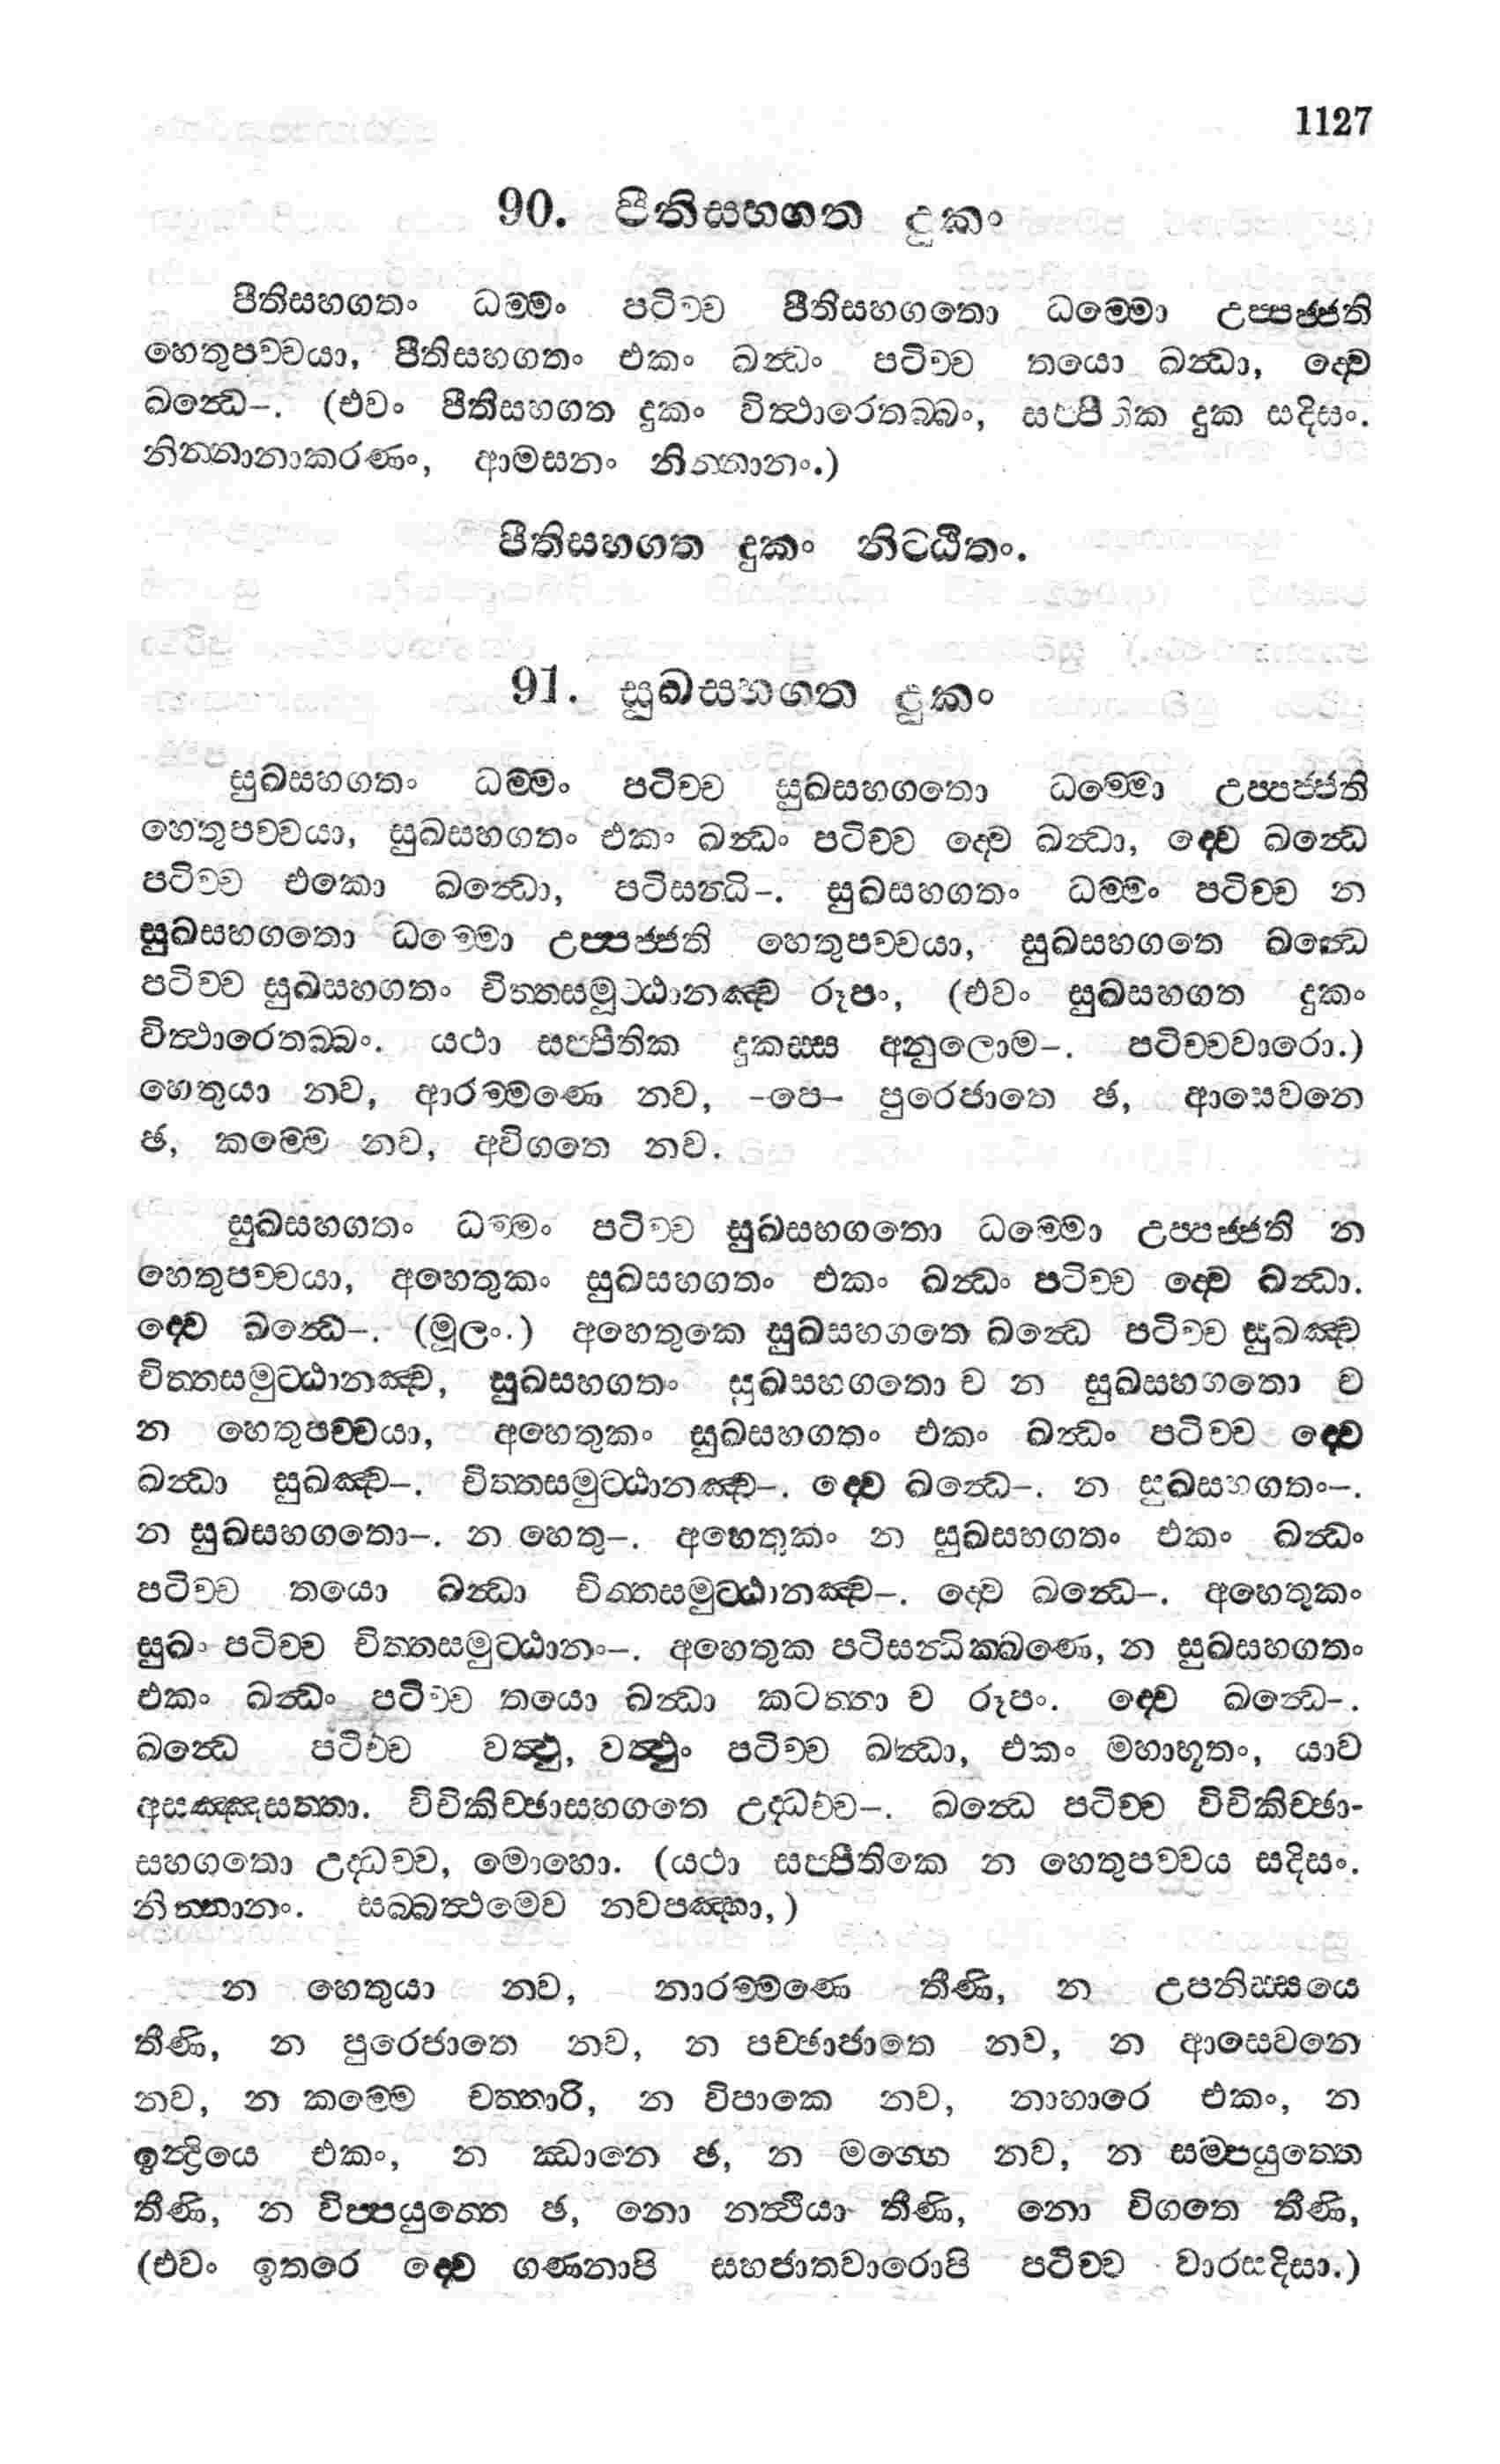 1127
90. පීතිසහගත දුකං
පීතිසහගතං ධම්මං පටිච්ච පීතිසහගතො ධම්මො උප්පජ්ජති
හෙතුපච්චයා, පීතිසහගතං එකං ඛන්ධං පටිච්ච තයො ඛන්ධා, ද්වෙ
ඛන්ධෙ–. (එවං පීතිසහගත දුකං විත්ථාරෙතබ්බං, සප්පීතික දුක සදිසං.
නින්නානාකරණං, ආමසනං නින්නානං.)
පීතිසහගත දුකං නිට්ඨිතං.
91. සුඛසහගත දුකං
සුඛසහගතං ධම්මං පටිච්ච සුඛසහගතො ධම්මො උප්පජ්ජති
හෙතුපච්චයා, සුඛසහගතං එකං ඛන්ධං පටිච්ච ද්වෙ ඛන්ධා, ද්වෙ ඛන්ධෙ
පටිච්ච එකො ඛන්ධො, පටිසන්ධි–. සුඛසහගතං ධම්මං පටිච්ච න
සුඛසහගතො ධම්මො උප්පජ්ජති හෙතුපච්චයා, සුඛසහගතෙ ඛන්ධෙ
පටිච්ච සුඛසහගතං චිත්තසමූට්ඨානඤ්ච රූපං, (එවං සුඛසහගත දුකං
විත්ථාරෙතබ්බං. යථා සප්පීතික දුකස්ස අනුලොම–. පටිච්චවාරො.)
හෙතුයා නව, ආරම්මණෙ නව, –පෙ– පුරෙජාතෙ ඡ, ආසෙවනෙ
ඡ, කම්මෙ නව, අවිගතෙ නව.
සුඛසහගතං ධම්මං පටිච්ච සුඛසහගතො ධම්මො උප්පජ්ජති න
හෙතුපච්චයා, අහෙතුකං සුඛසහගතං එකං ඛන්ධං පටිච්ච ද්වෙ ඛන්ධා.
ද්වෙ ඛන්ධෙ–. (මූලං.) අහෙතුකෙ සුඛසහගතෙ ඛන්ධෙ පටිච්ච සුඛඤ්ච
චිත්තසමුට්ඨානඤ්ච, සුඛසහගතං සුඛසහගතො ච න සුඛසහගතො ච
න හෙතුපච්චයා, අහෙතුකං සුඛසහගතං එකං ඛන්ධං පටිච්ච ද්වෙ
ඛන්ධා සුඛඤ්ච–. චිත්තසමුට්ඨානඤ්ච–. ද්වෙ ඛන්ධෙ–. න සුඛසහගතං–.
න සුඛසහගතො–. න හෙතු–. අහෙතුකං න සුඛසහගතං එකං ඛන්ධං
පටිච්ච තයො ඛන්ධා චිත්තසමුට්ඨානඤ්ච–. ද්වෙ ඛන්ධෙ–. අහෙතුකං
සුඛං පටිච්ච චිත්තසමුට්ඨානං–. අහෙතුක පටිසන්ධික්ඛණෙ, න සුඛසහගතං
එකං ඛන්ධං පටිච්ච තයො ඛන්ධා කටත්තා ච රූපං. ද්වෙ ඛන්ධෙ–.
ඛන්ධෙ පටිච්ච වත්ථු, වත්ථුං පටිච්ච ඛන්ධා, එකං මහාභූතං, යාව
අසඤ්ඤසත්තා. විචිකිච්ඡාසහගතෙ උද්ධච්ච–. ඛන්ධෙ පටිච්ච විචිකිච්ඡා-
සහගතො උද්ධච්ච, මොහො. (යථා සප්පීතිකෙ න හෙතුපච්චය සදිසං.
නින්නානං. සබ්බත්ථමෙව නවපඤ්හා,)
න හෙතුයා නව, නාරම්මණෙ තීණි, න උපනිස්සයෙ
තීණි, න පුරෙජාතෙ නව, න පච්ඡාජාතෙ නව, න ආසෙවනෙ
නව, න කම්මෙ චත්තාරි, න විපාකෙ නව, නාහාරෙ එකං, න
ඉන්ද්‍රියෙ එකං, න ඣානෙ ඡ, න මග්ගෙ නව, න සම්පයුත්තෙ
තීණි, න විප්පයුත්තෙ ඡ, නො නත්ථියා තීණි, නො විගතෙ තීණි,
(එවං ඉතරෙ ද්වෙ ගණනාපි සහජාතවාරොපි පටිච්ච වාරසදිසා.)